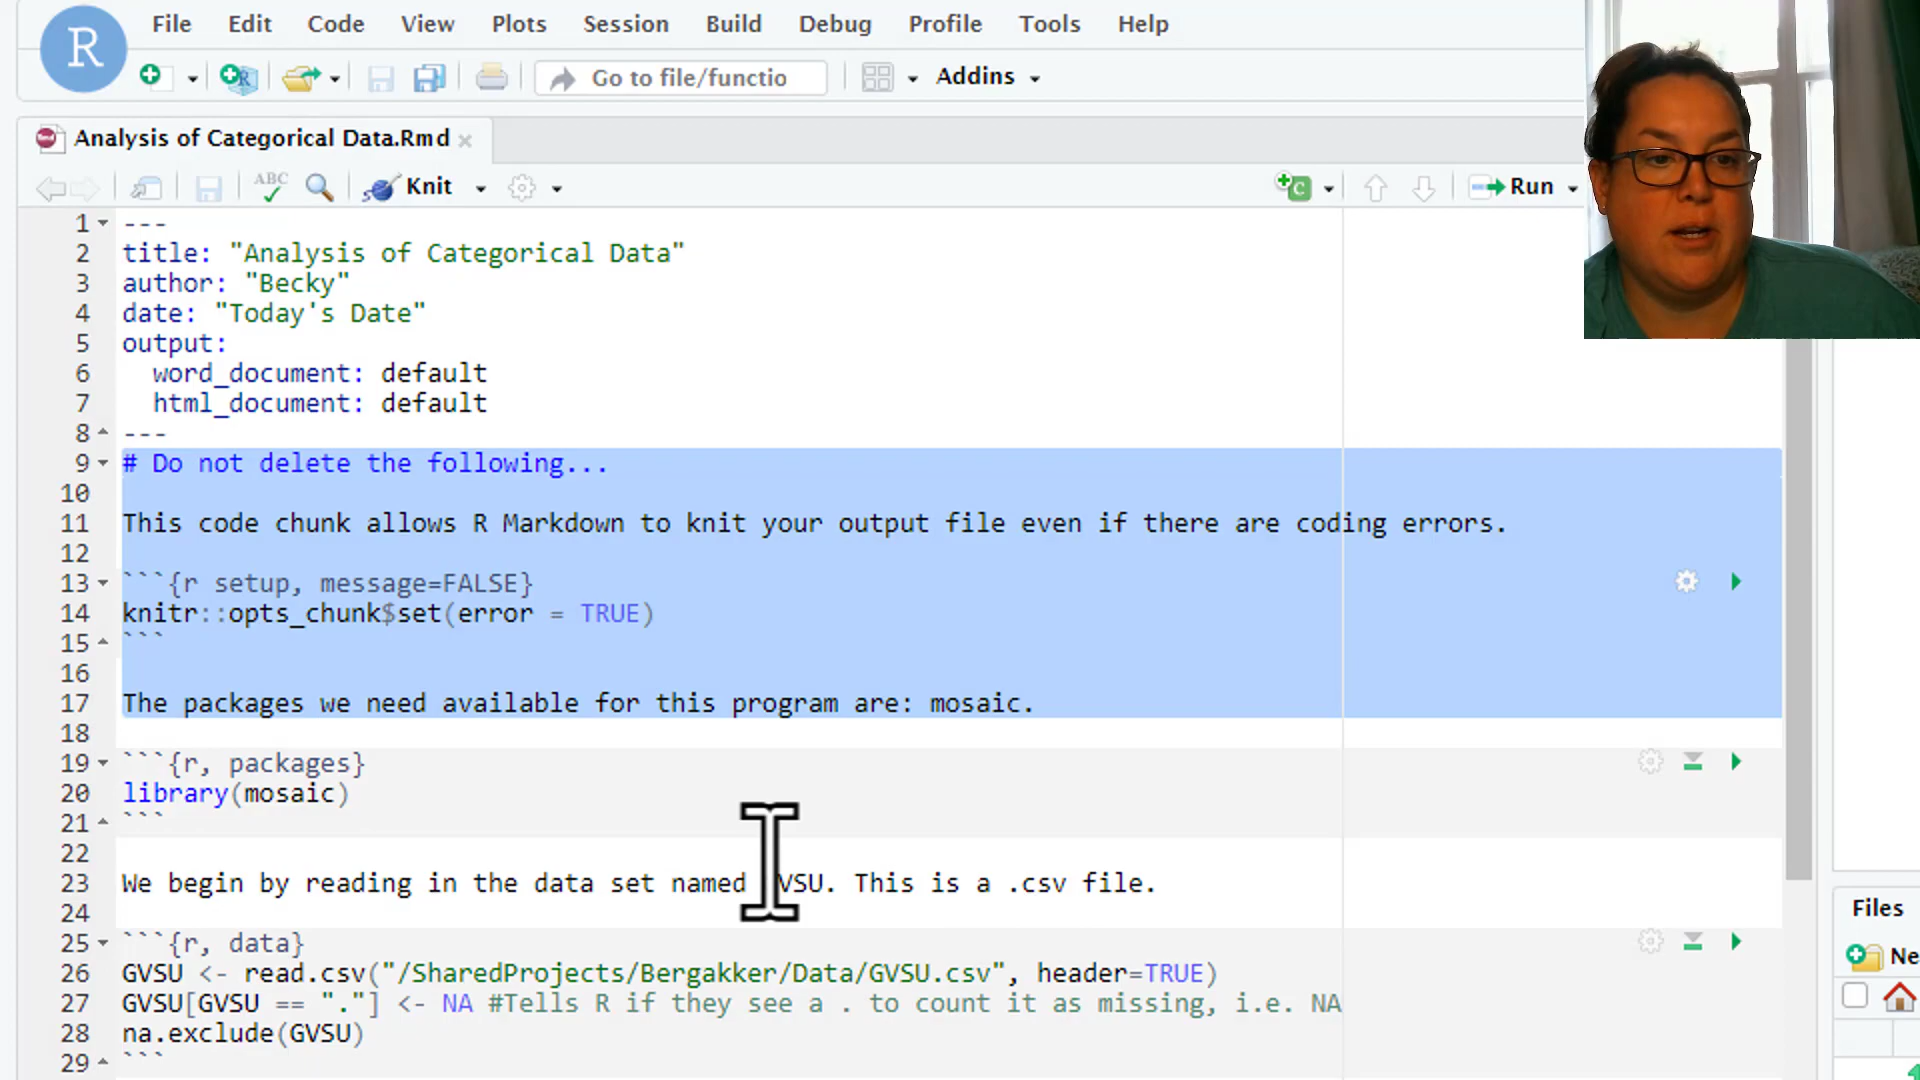 R
File Edit Code View Plots Session Build Debug Profile Tools Help
Go to file/functio
Addins
Analysis of Categorical Data.Rmd
ABC
Knit
Run
1 ---
2 title: "Analysis of Categorical Data"
3 author: "Becky"
4 date: "Today's Date"
5 output:
6 word_document: default
7 html_document: default
8 ---
9 # Do not delete the following...
10
11 This code chunk allows R Markdown to knit your output file even if there are coding errors.
12
13 ```{r setup, message=FALSE}
14 knitr::opts_chunk$set(error = TRUE)
15 ```
16
17 The packages we need available for this program are: mosaic.
18
19 ```{r, packages}
20 library(mosaic)
21 ```
22
23 We begin by reading in the data set named VSU. This is a .csv file.
24
25 ```{r, data}
26 GVSU <- read.csv("/SharedProjects/Bergakker/Data/GVSU.csv", header=TRUE)
27 GVSU[GVSU == "."] <- NA #Tells R if they see a . to count it as missing, i.e. NA
28 na.exclude(GVSU)
29 ```
Files
Ne